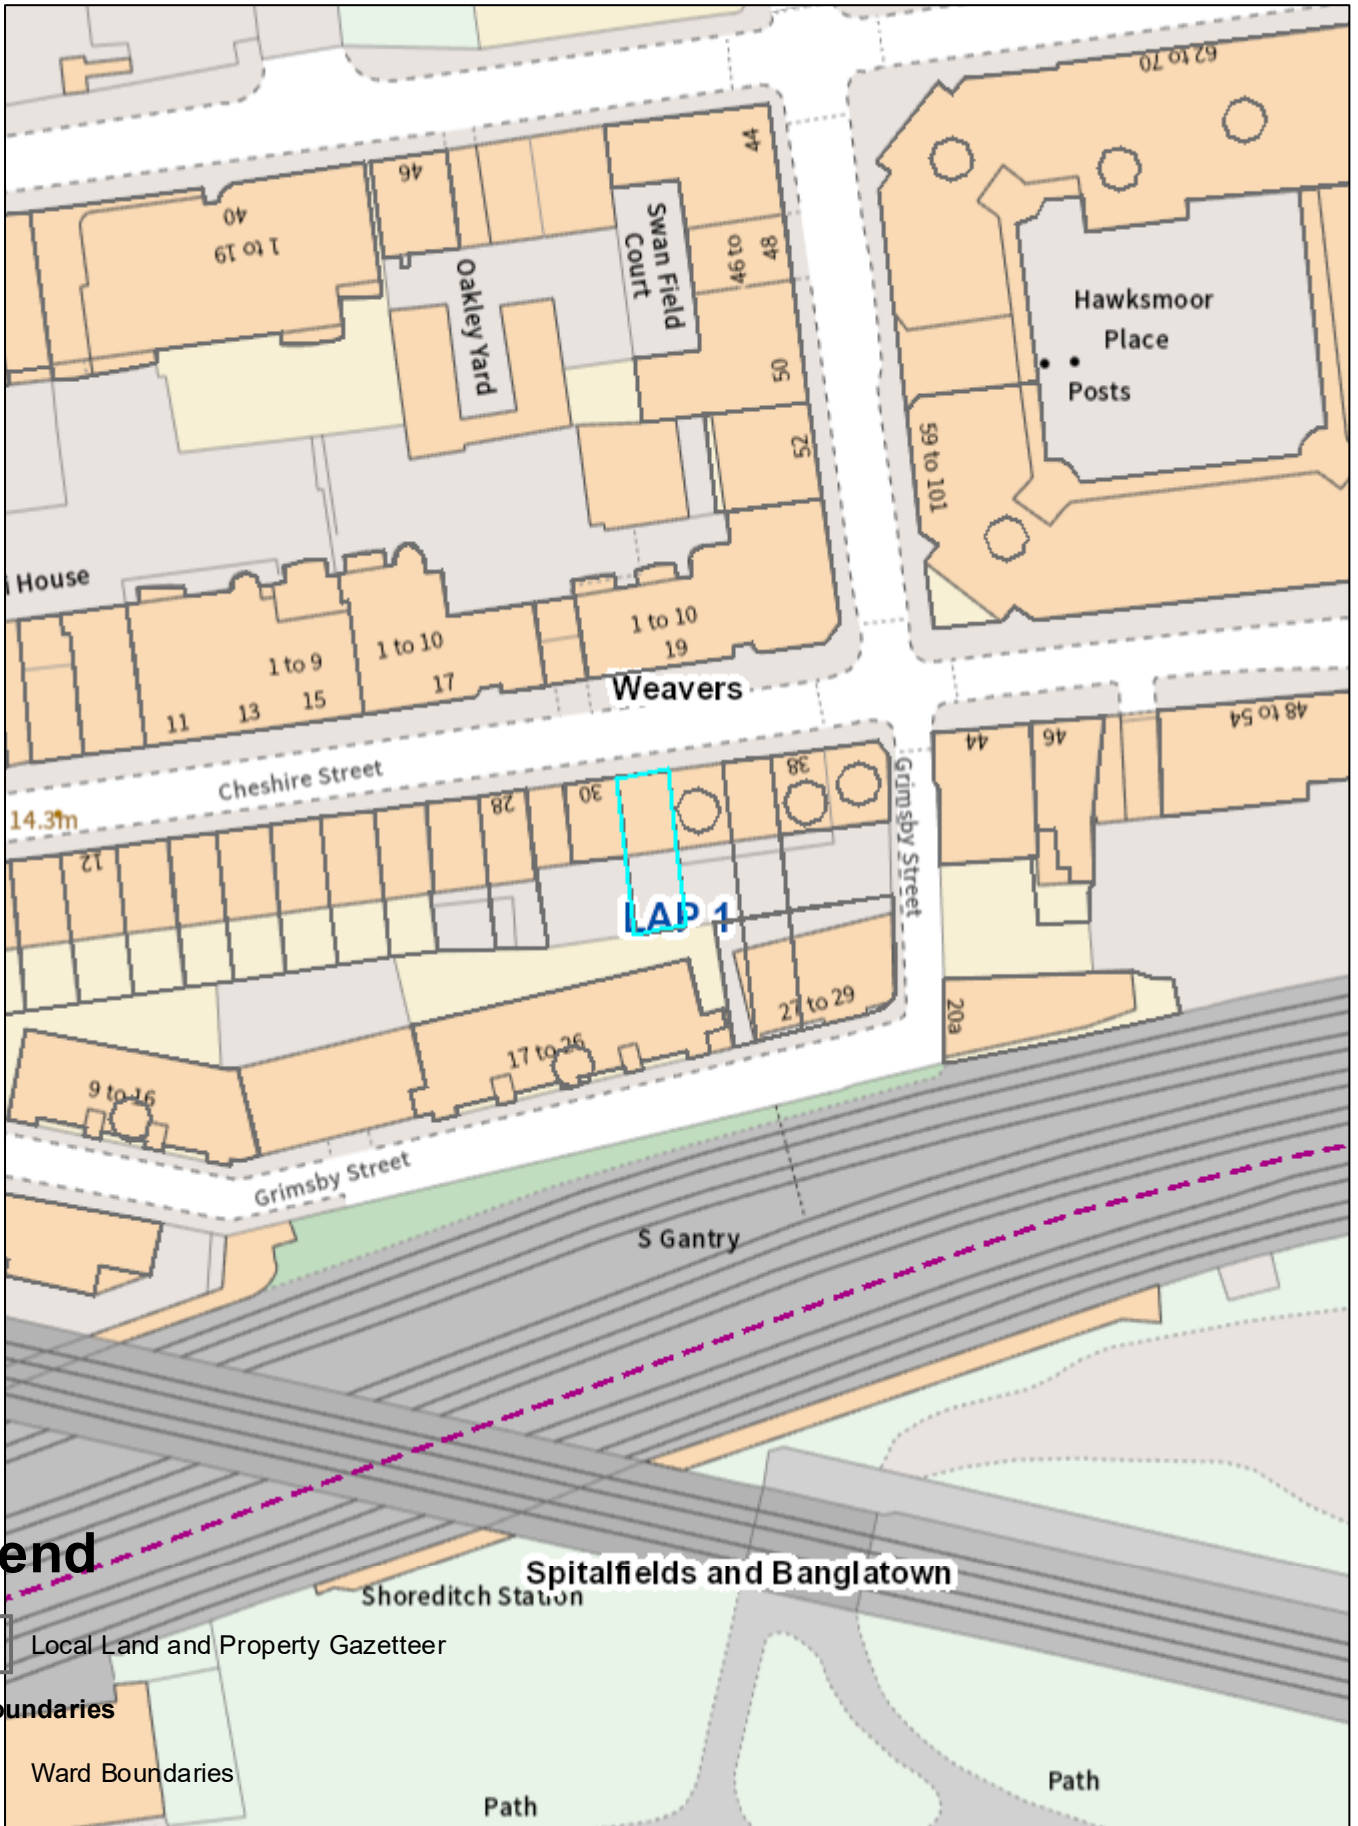 62 to 70
44
46
Swan Field
Court
40
1 to 19
48
46 to
Oakley Yard
Hawksmoor
Place
Posts
50
52
59 to 101
i House
1 to 10
1 to 10
19
1 to 9
17
15
13
11
Weavers
48 to 54
44
46
Cheshire Street
38
30
28
14.3m
12
Grimsby Street
LAP 1
27 to 29
20a
17 to 26
9 to 16
Grimsby Street
S Gantry
end
Spitalfields and Banglatown
Shoreditch Station
Local Land and Property Gazetteer
oundaries
Ward Boundaries
Path
Path